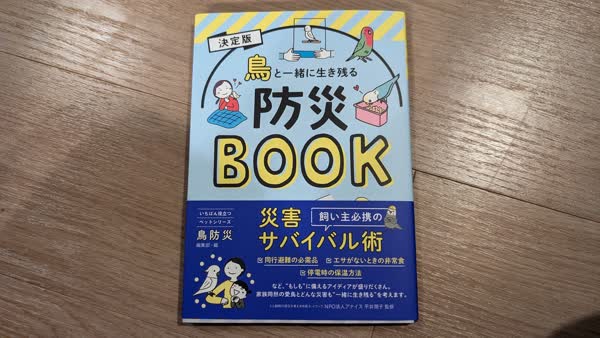 決定版
鳥と一緒に生き残る
防災
BOOK
いちばん役立つ
ペットシリーズ
鳥防災
編集部・編
災害
飼い主必携の
サバイバル術
同行避難の必需品
エサがないときの非常食
停電時の保温方法
など、“もしも”に備えるアイディアが盛りだくさん。
家族同然の愛鳥とどんな災害も“一緒に生き残る”を考えます。
NPO法人アナイス 平井潤子 監修